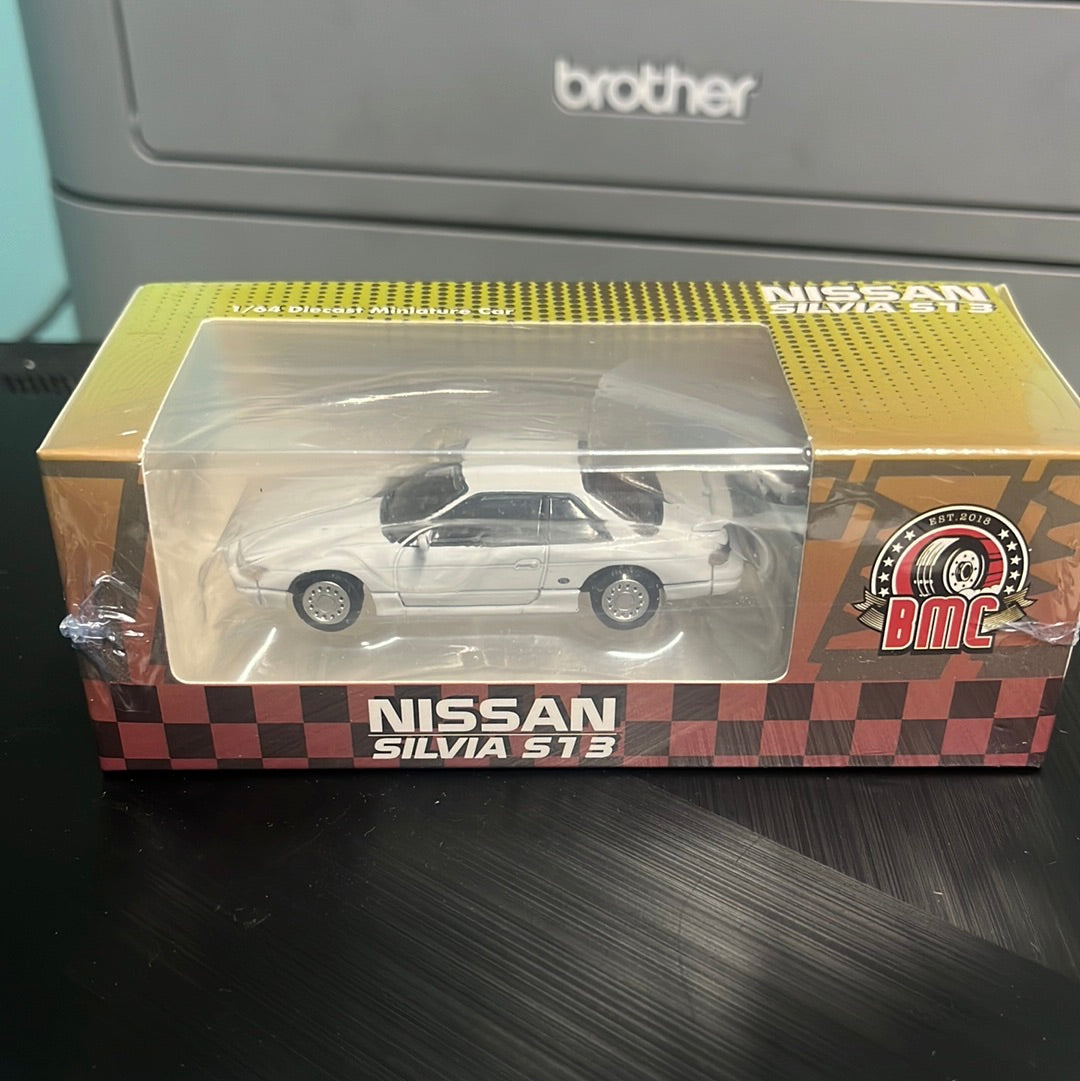 brother
1/64 Diecast Miniature Car
NISSAN
SILVIA S13
EST.2018
BMC
NISSAN
SILVIA S13